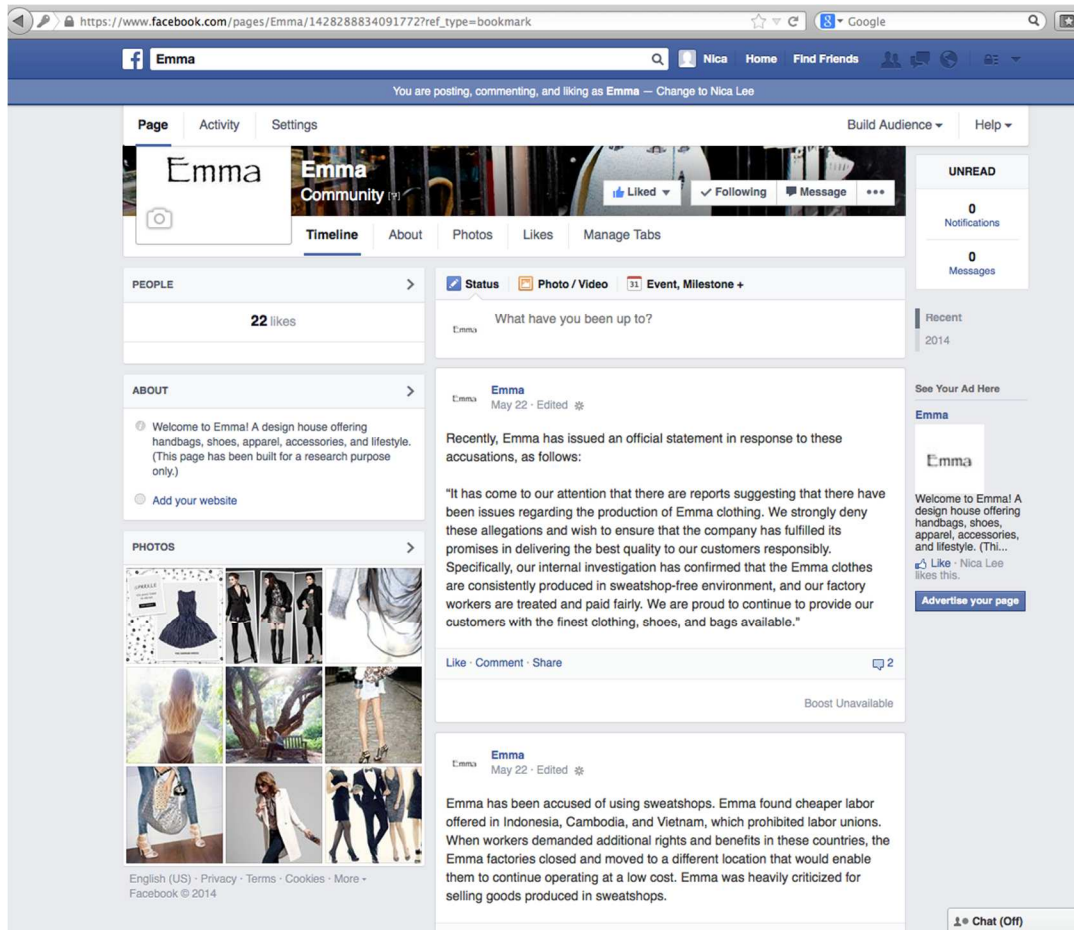 https://www.facebook.com/pages/Emma/1428288834091772?ref_type=bookmark
Google
Emma
Nica Home Find Friends
You are posting, commenting, and liking as Emma — Change to Nica Lee
Page Activity Settings
Build Audience Help
Emma
Emma
Community [?]
Liked Following Message
Timeline About Photos Likes Manage Tabs
UNREAD
0
Notifications
0
Messages
Recent
2014
PEOPLE
22 likes
ABOUT
Welcome to Emma! A design house offering
handbags, shoes, apparel, accessories, and lifestyle.
(This page has been built for a research purpose
only.)
Add your website
PHOTOS
English (US) · Privacy · Terms · Cookies · More
Facebook © 2014
Status Photo / Video 31 Event, Milestone +
Emma
What have you been up to?
Emma
Emma
May 22 · Edited ·
Recently, Emma has issued an official statement in response to these
accusations, as follows:
"It has come to our attention that there are reports suggesting that there have
been issues regarding the production of Emma clothing. We strongly deny
these allegations and wish to ensure that the company has fulfilled its
promises in delivering the best quality to our customers responsibly.
Specifically, our internal investigation has confirmed that the Emma clothes
are consistently produced in sweatshop-free environment, and our factory
workers are treated and paid fairly. We are proud to continue to provide our
customers with the finest clothing, shoes, and bags available."
Like · Comment · Share
2
Boost Unavailable
Emma
Emma
May 22 · Edited ·
Emma has been accused of using sweatshops. Emma found cheaper labor
offered in Indonesia, Cambodia, and Vietnam, which prohibited labor unions.
When workers demanded additional rights and benefits in these countries, the
Emma factories closed and moved to a different location that would enable
them to continue operating at a low cost. Emma was heavily criticized for
selling goods produced in sweatshops.
See Your Ad Here
Emma
Emma
Welcome to Emma! A
design house offering
handbags, shoes,
apparel, accessories,
and lifestyle. (Thi...
Like · Nica Lee
likes this.
Advertise your page
Chat (Off)